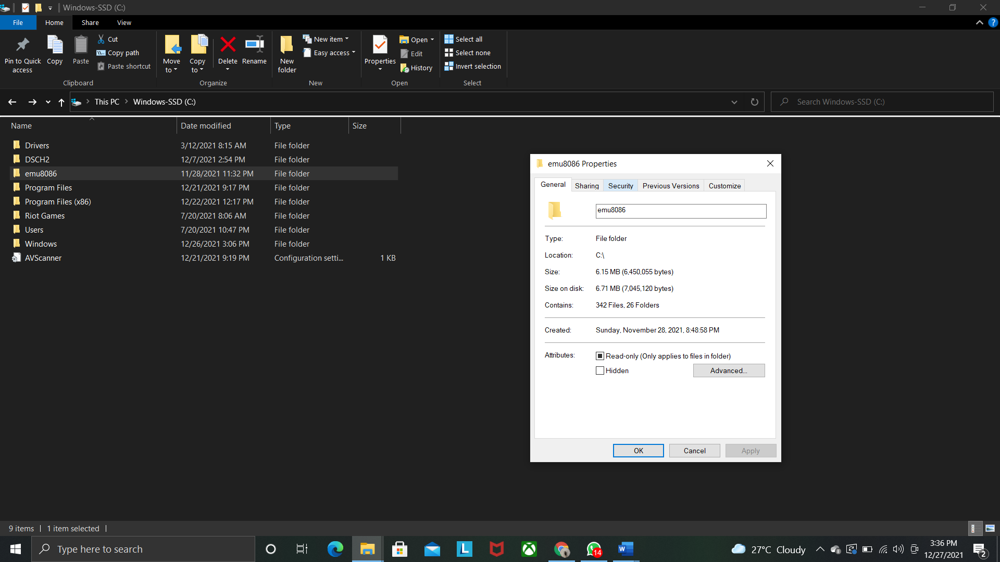 Windows-SSD (C:)
File Home Share View
Pin to Quick access
Copy
Paste
Cut
Copy path
Paste shortcut
Clipboard
Move to
Copy to
Delete
Rename
Organize
New folder
New item
Easy access
New
Properties
Open
Edit
History
Open
Select all
Select none
Invert selection
Select
This PC > Windows-SSD (C:)
Search Windows-SSD (C:)
Name Date modified Type Size
Drivers 3/12/2021 8:15 AM File folder
DSCH2 12/7/2021 2:54 PM File folder
emu8086 11/28/2021 11:32 PM File folder
Program Files 12/21/2021 9:17 PM File folder
Program Files (x86) 12/22/2021 12:17 PM File folder
Riot Games 7/20/2021 8:06 AM File folder
Users 7/20/2021 10:47 PM File folder
Windows 12/26/2021 3:06 PM File folder
AVScanner 12/21/2021 9:19 PM Configuration setti... 1 KB
emu8086 Properties
General Sharing Security Previous Versions Customize
emu8086
Type: File folder
Location: C:\
Size: 6.15 MB (6,450,055 bytes)
Size on disk: 6.71 MB (7,045,120 bytes)
Contains: 342 Files, 26 Folders
Created: Sunday, November 28, 2021, 8:48:58 PM
Attributes: Read-only (Only applies to files in folder)
Hidden Advanced...
OK Cancel Apply
9 items 1 item selected
Type here to search
L
14
W
27°C Cloudy
3:36 PM
12/27/2021
2